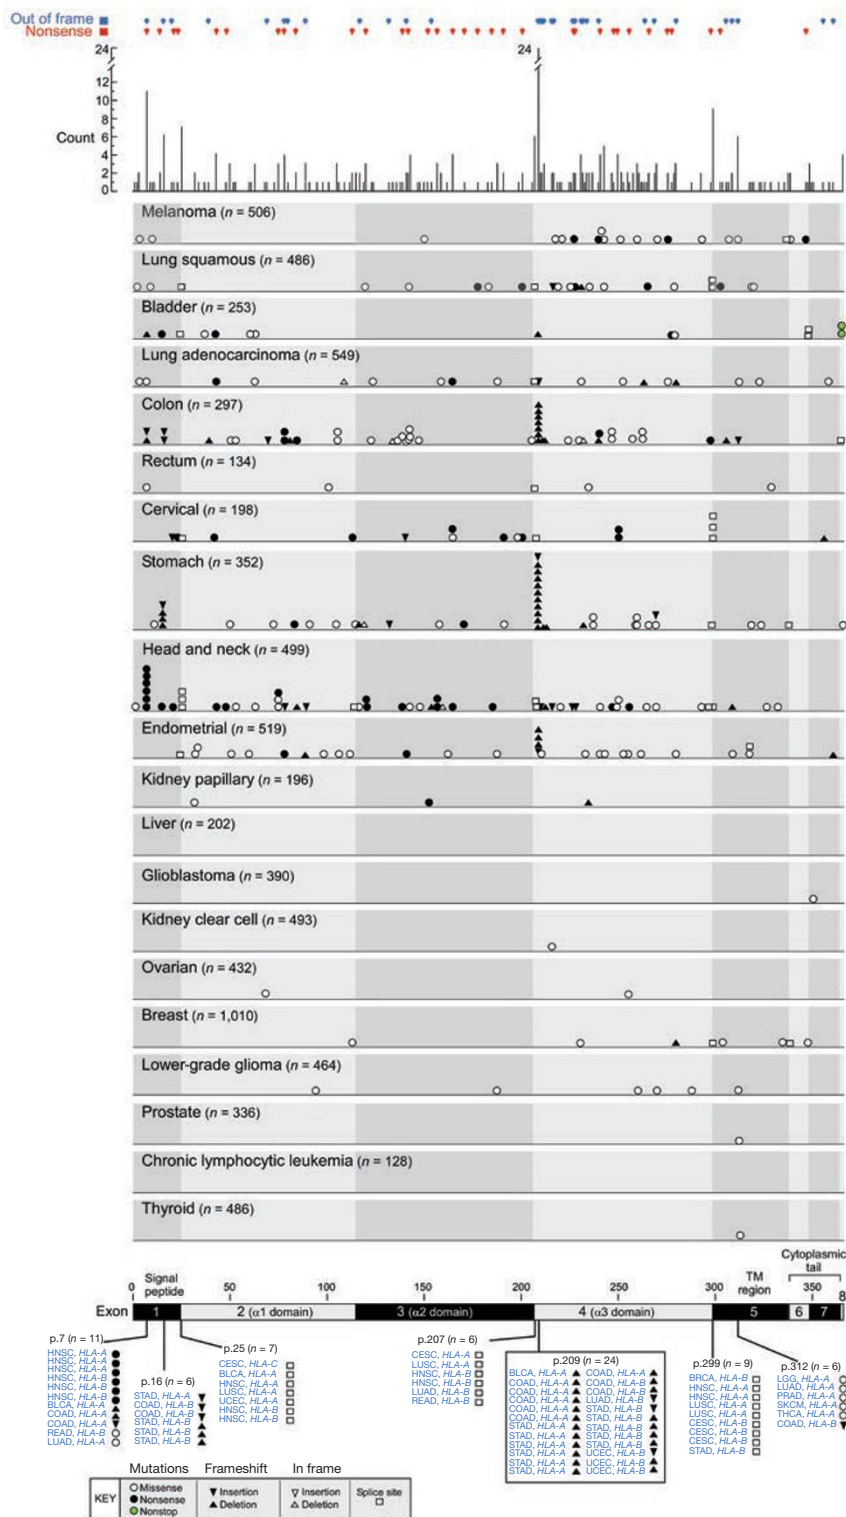 Out of frame
Nonsense
24
24
12
10
8
6
4
2
0
Count
Melanoma (n = 506)
Lung squamous (n = 486)
Bladder (n = 253)
Lung adenocarcinoma (n = 549)
Colon (n = 297)
Rectum (n = 134)
Cervical (n = 198)
Stomach (n = 352)
Head and neck (n = 499)
Endometrial (n = 519)
Kidney papillary (n = 196)
Liver (n = 202)
Glioblastoma (n = 390)
Kidney clear cell (n = 493)
Ovarian (n = 432)
Breast (n = 1,010)
Lower-grade glioma (n = 464)
Prostate (n = 336)
Chronic lymphocytic leukemia (n = 128)
Thyroid (n = 486)
Cytoplasmic
tail
Signal
peptide
TM
region
0 50 100 150 200 250 300 350 8
Exon 1 2 (α1 domain) 3 (α2 domain) 4 (α3 domain) 5 6 7
p.7 (n = 11)
HNSC, HLA-A
HNSC, HLA-A
HNSC, HLA-A
HNSC, HLA-B
HNSC, HLA-B
HNSC, HLA-B
BLCA, HLA-A
COAD, HLA-A
COAD, HLA-A
READ, HLA-B
LUAD, HLA-A
p.16 (n = 6)
STAD, HLA-A
COAD, HLA-B
COAD, HLA-B
STAD, HLA-B
STAD, HLA-B
STAD, HLA-B
p.25 (n = 7)
CESC, HLA-C
BLCA, HLA-A
HNSC, HLA-A
LUSC, HLA-A
UCEC, HLA-A
HNSC, HLA-B
HNSC, HLA-B
p.207 (n = 6)
CESC, HLA-A
LUSC, HLA-A
HNSC, HLA-B
HNSC, HLA-B
LUAD, HLA-B
READ, HLA-B
p.209 (n = 24)
BLCA, HLA-A COAD, HLA-A
COAD, HLA-A COAD, HLA-B
COAD, HLA-A COAD, HLA-B
COAD, HLA-A LUAD, HLA-B
COAD, HLA-A STAD, HLA-B
COAD, HLA-A STAD, HLA-B
STAD, HLA-A STAD, HLA-B
STAD, HLA-A STAD, HLA-B
STAD, HLA-A STAD, HLA-B
STAD, HLA-A UCEC, HLA-B
STAD, HLA-A UCEC, HLA-B
STAD, HLA-A UCEC, HLA-B
p.299 (n = 9)
BRCA, HLA-B
HNSC, HLA-A
HNSC, HLA-A
LUSC, HLA-A
LUSC, HLA-A
CESC, HLA-B
CESC, HLA-B
CESC, HLA-B
STAD, HLA-B
p.312 (n = 6)
LGG, HLA-A
LUAD, HLA-A
PRAD, HLA-A
SKCM, HLA-A
THCA, HLA-A
COAD, HLA-B
Mutations Frameshift In frame
KEY
Missense
Nonsense
Nonstop
Insertion
Deletion
Insertion
Deletion
Splice site